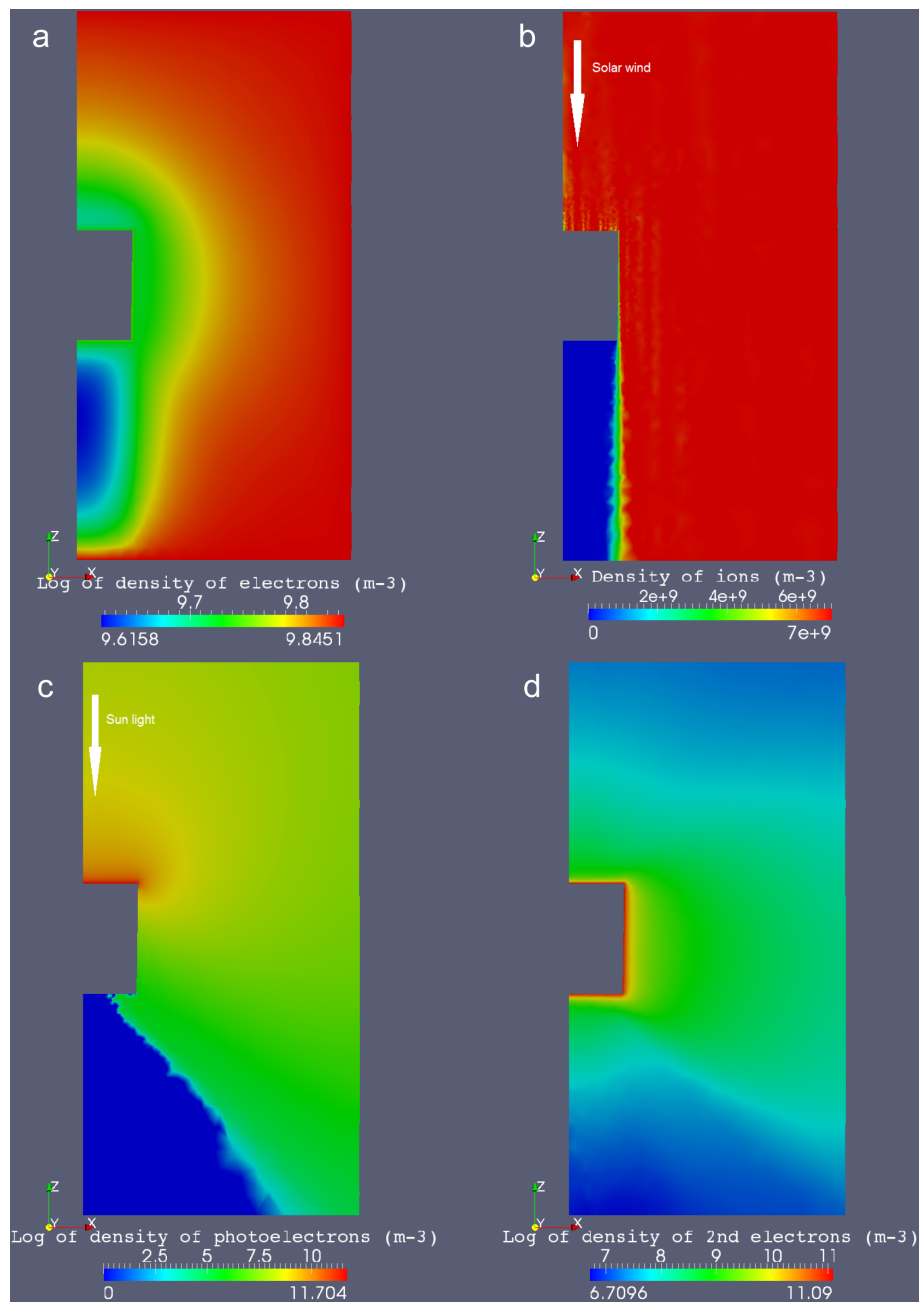 a
b
Solar wind
Z
Y X
Log of density of electrons (m-3)
9.7 9.8
9.6158 9.8451
Z
Y X
Density of ions (m-3)
2e+9 4e+9 6e+9
0 7e+9
c
d
Sun light
Z
Y X
Log of density of photoelectrons (m-3)
2.5 5 7.5 10
0 11.704
Z
Y X
Log of density of 2nd electrons (m-3)
7 8 9 10 11
6.7096 11.09